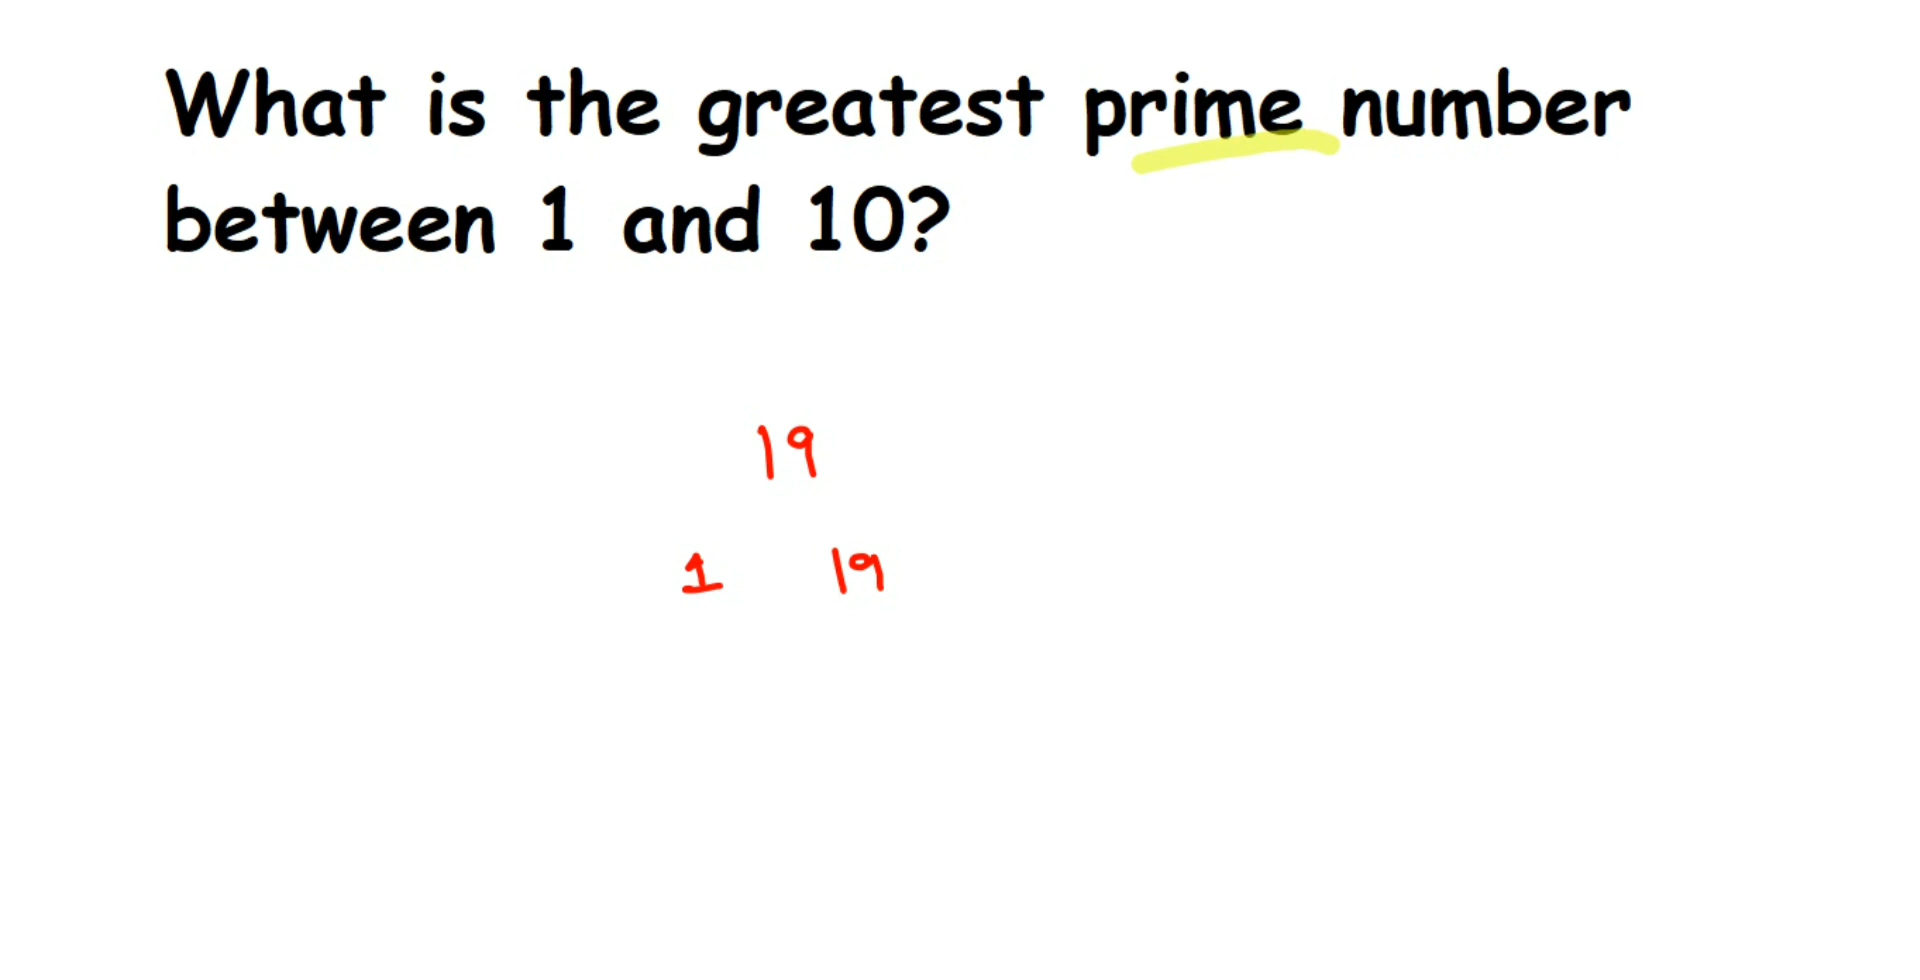 What is the greatest prime number
between 1 and 10?
19
1 19